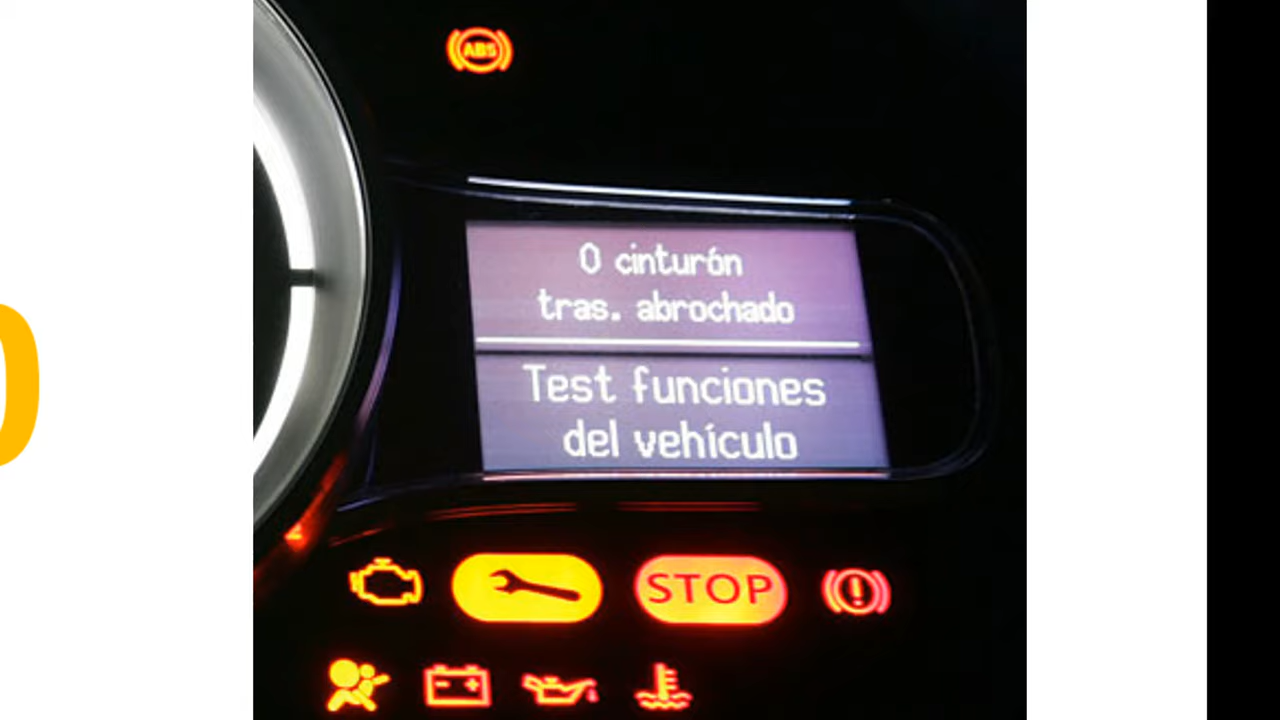 ABS
0 cinturón
tras. abrochado
Test funciones
del vehículo
STOP